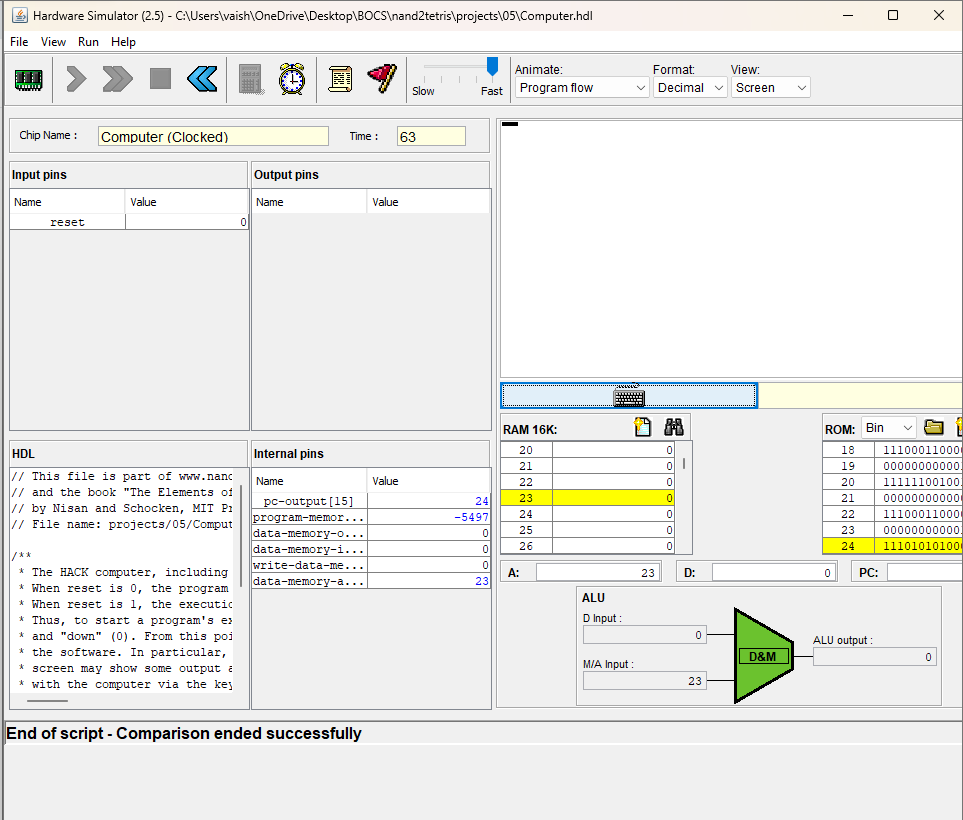 Hardware Simulator (2.5) - C:\Users\vaish\OneDrive\Desktop\BOCS\nand2tetris\projects\05\Computer.hdl
File View Run Help
Slow Fast
Animate: Format: View:
Program flow Decimal Screen
Chip Name : Computer (Clocked) Time : 63
Input pins
Name Value
reset 0
Output pins
Name Value
HDL
// This file is part of www.nand
// and the book "The Elements of
// by Nisan and Schocken, MIT Pr
// File name: projects/05/Comput
/**
* The HACK computer, including
* When reset is 0, the program
* When reset is 1, the executio
* Thus, to start a program's ex
* and "down" (0). From this poi
* the software. In particular,
* screen may show some output a
* with the computer via the key
Internal pins
Name Value
pc-output[15] 24
program-memor... -5497
data-memory-o... 0
data-memory-i... 0
write-data-me... 0
data-memory-a... 23
RAM 16K:
20 0
21 0
22 0
23 0
24 0
25 0
26 0
ROM: Bin
18 111000110000
19 00000000000
20 11111100100
21 000000000000
22 111000110000
23 00000000000
24 111010101000
A: 23
D: 0
PC:
ALU
D Input :
0
M/A Input :
23
D&M
ALU output :
0
End of script - Comparison ended successfully